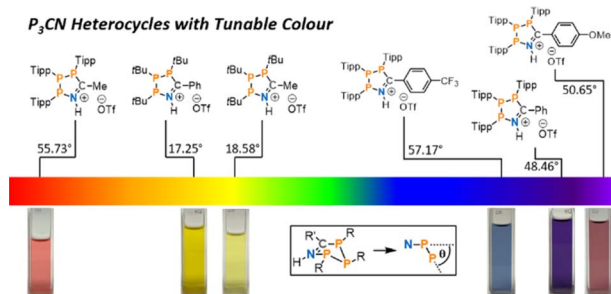 P₃CN Heterocycles with Tunable Colour
Tipp Tipp P P Tipp P N H C Me ⊕ ⊖ OTf
tBu tBu P P tBu P N H C Ph ⊕ ⊖ OTf
tBu tBu P P tBu P N H C Me ⊕ ⊖ OTf
Tipp Tipp P P Tipp P N H C CF₃ ⊕ ⊖ OTf
Tipp Tipp P P Tipp P N H C OMe ⊕ ⊖ OTf
Tipp Tipp P P Tipp P N H C Ph ⊕ ⊖ OTf
55.73°
17.25°
18.58°
57.17°
50.65°
48.46°
R' C P R H N P P R R → N P P θ